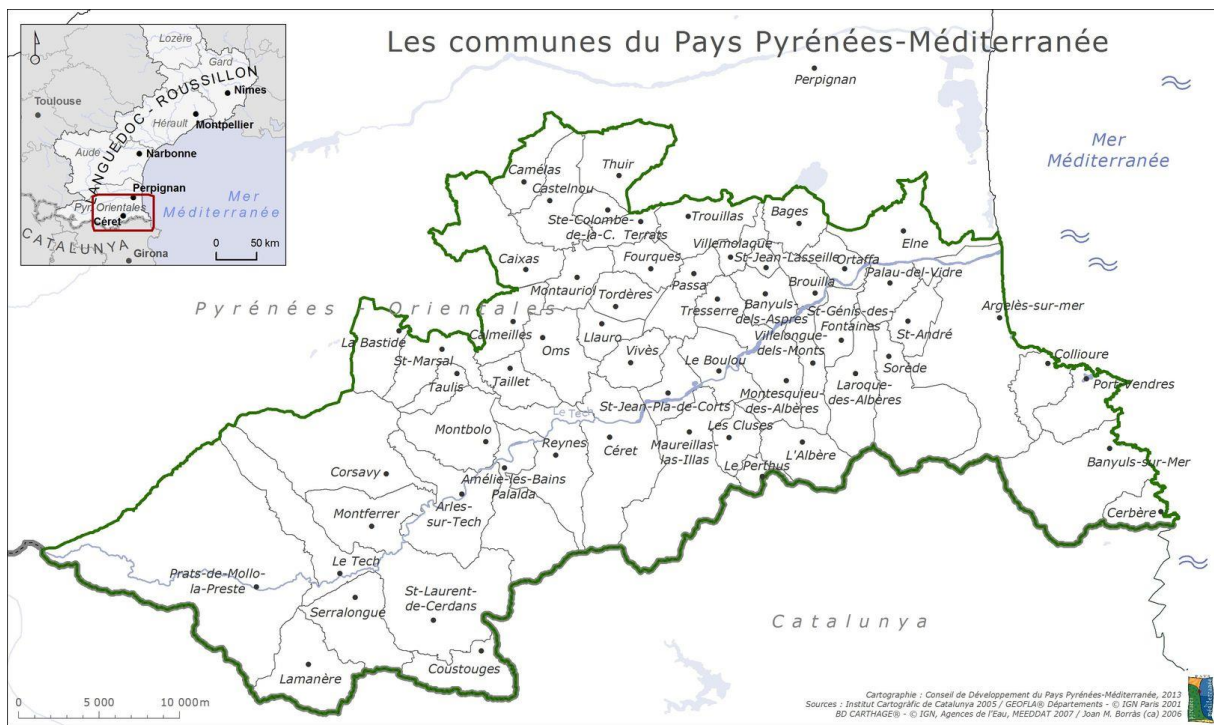 Les communes du Pays Pyrénées-Méditerranée
Lozère
Gard
LANGUEDOC - ROUSSILLON
Nîmes
Toulouse
Hérault
Montpellier
Aude
Narbonne
Perpignan
Pyr. Orientales
Céret
Mer
Méditerranée
CATALUNYA
Girona
0 50 km
Perpignan
Mer
Méditerranée
Pyrénées - Orientales
Catalunya
Thuir
Camélas
Castelnou
Ste-Colombe-
de-la-C.
Terrats
Trouillas
Bages
Elne
Villemolaque
St-Jean-Lasseille
Ortaffa
Caixas
Fourques
Passa
Palau-del-Vidre
Montauriol
Brouilla
Tordères
Tresserre
Banyuls-
dels-Aspres
St-Génis-des-
Fontaines
Argelès-sur-mer
St-André
Calmeilles
Llauro
Villelongue-
dels-Monts
La Bastide
Oms
St-Marsal
Vivès
Le Boulou
Sorède
Collioure
Taulis
Taillet
Laroque-
des-Albères
Port-Vendres
Montesquieu-
des-Albères
St-Jean-Pla-de-Corts
Le Tech
Montbolo
Reynes
Céret
Maureillas-
las-Illas
Les Cluses
L'Albère
Le Perthus
Banyuls-sur-Mer
Corsavy
Amélie-les-Bains
Palalda
Arles-
sur-Tech
Montferrer
Cerbère
Le Tech
Prats-de-Mollo-
la-Preste
Serralongue
St-Laurent-
de-Cerdans
Lamanère
Coustouges
0 5 000 10 000m
Cartographie : Conseil de Développement du Pays Pyrénées-Méditerranée, 2013
Sources : Institut Cartogràfic de Catalunya 2005 / GEOFLA® Départements - © IGN Paris 2001
BD CARTHAGE® - © IGN, Agences de l'Eau, MEEDDAT 2007 / Joan M. Borràs (ca) 2006